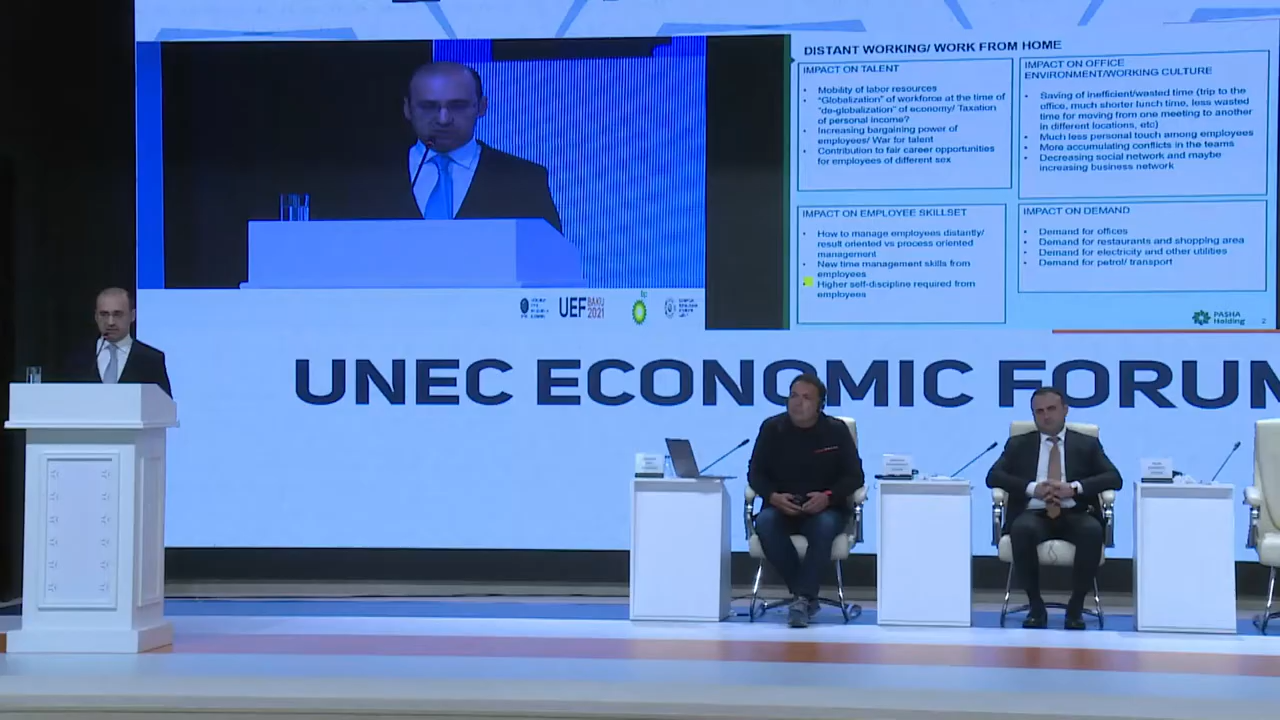 DISTANT WORKING/ WORK FROM HOME
IMPACT ON TALENT
• Mobility of labor resources
• "Globalization" of workforce at the time of
"de-globalization" of economy/ Taxation
of personal income?
• Increasing bargaining power of
employees/ War for talent
• Contribution to fair career opportunities
for employees of different sex
IMPACT ON OFFICE
ENVIRONMENT/WORKING CULTURE
• Saving of inefficient/wasted time (trip to the
office, much shorter lunch time, less wasted
time for moving from one meeting to another
in different locations, etc)
• Much less personal touch among employees
• More accumulating conflicts in the teams
• Decreasing social network and maybe
increasing business network
IMPACT ON EMPLOYEE SKILLSET
• How to manage employees distantly/
result oriented vs process oriented
management
• New time management skills from
employees
• Higher self-discipline required from
employees
IMPACT ON DEMAND
• Demand for offices
• Demand for restaurants and shopping area
• Demand for electricity and other utilities
• Demand for petrol/ transport
PASHA
Holding
2
UEF
BAKU
2021
bp
UNEC ECONOMIC FORUM